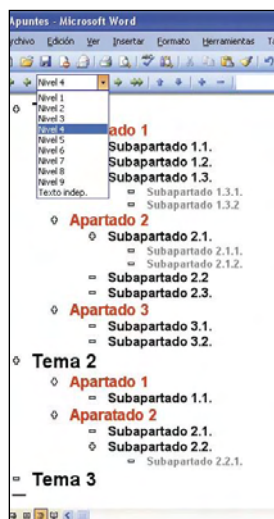 Apuntes - Microsoft Word
rchivo Edición Ver Insertar Formato Herramientas Ta
Nivel 4
Nivel 1
Nivel 2
Nivel 3
Nivel 4
Nivel 5
Nivel 6
Nivel 7
Nivel 8
Nivel 9
Texto indep.
ado 1
Subapartado 1.1.
Subapartado 1.2.
Subapartado 1.3.
Subapartado 1.3.1.
Subapartado 1.3.2
Apartado 2
Subapartado 2.1.
Subapartado 2.1.1.
Subapartado 2.1.2.
Subapartado 2.2
Subapartado 2.3.
Apartado 3
Subapartado 3.1.
Subapartado 3.2.
Tema 2
Apartado 1
Subapartado 1.1.
Aparatado 2
Subapartado 2.1.
Subapartado 2.2.
Subapartado 2.2.1.
Tema 3